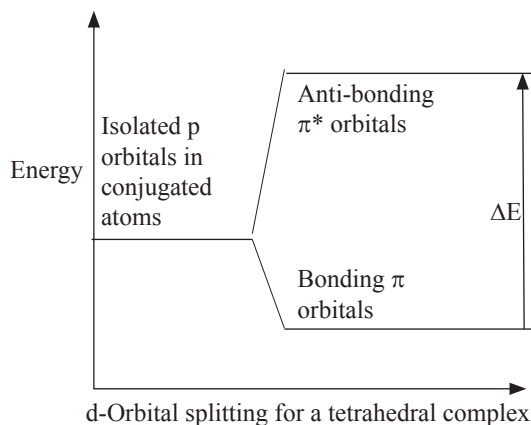 Isolated p
orbitals in
conjugated
atoms
Energy
Anti-bonding
π* orbitals
ΔE
Bonding π
orbitals
d-Orbital splitting for a tetrahedral complex